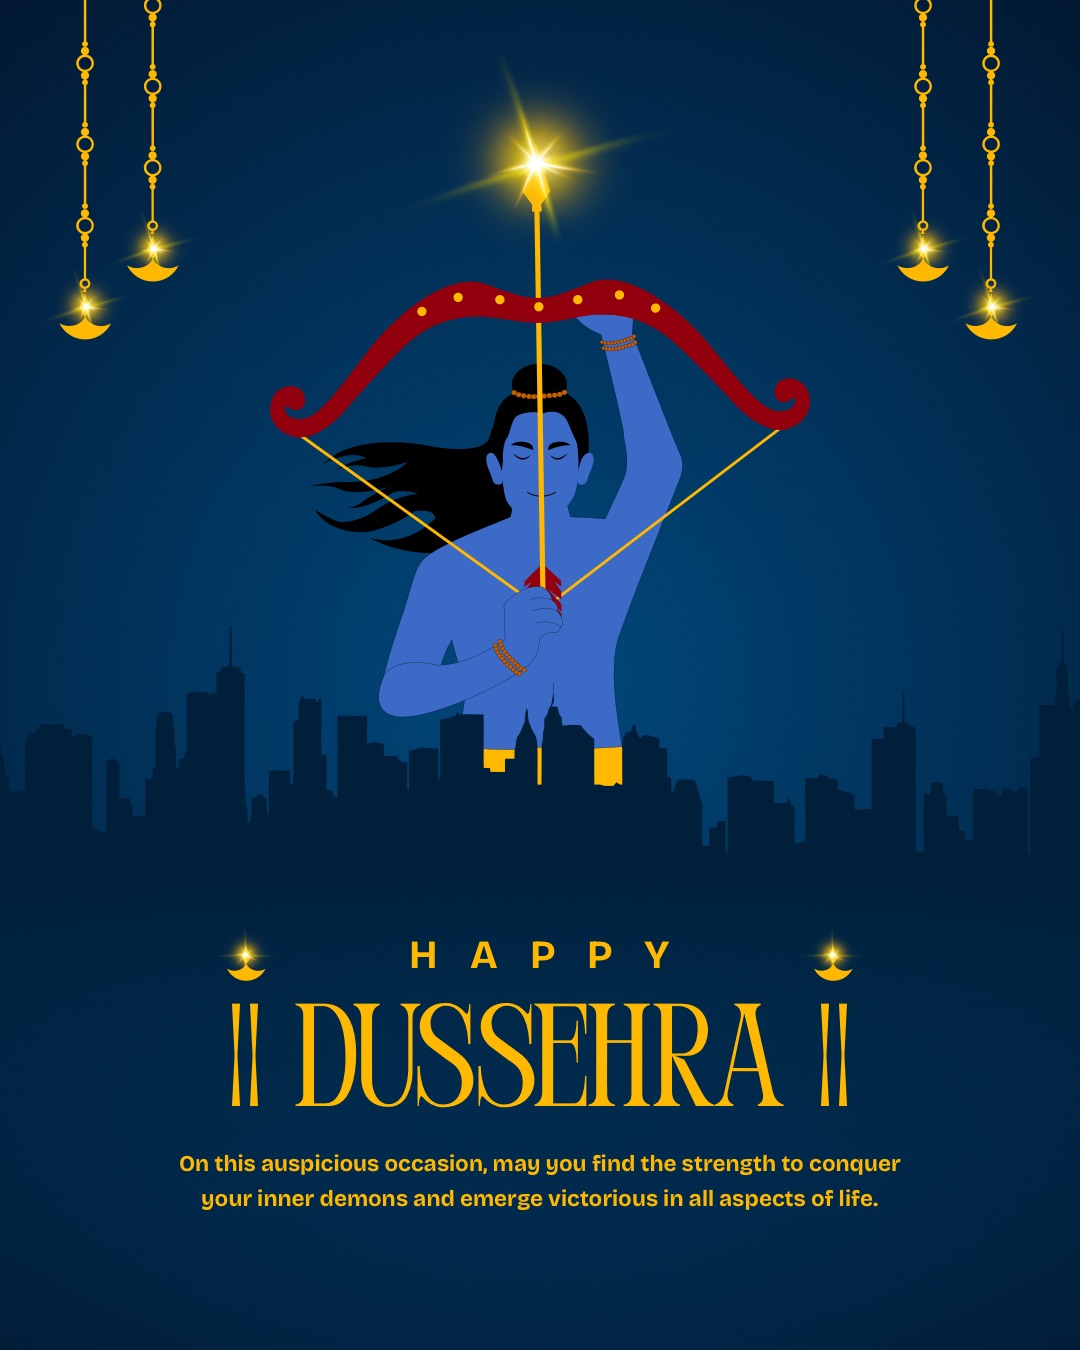 HAPPY
|| DUSSEHRA ||
On this auspicious occasion, may you find the strength to conquer
your inner demons and emerge victorious in all aspects of life.